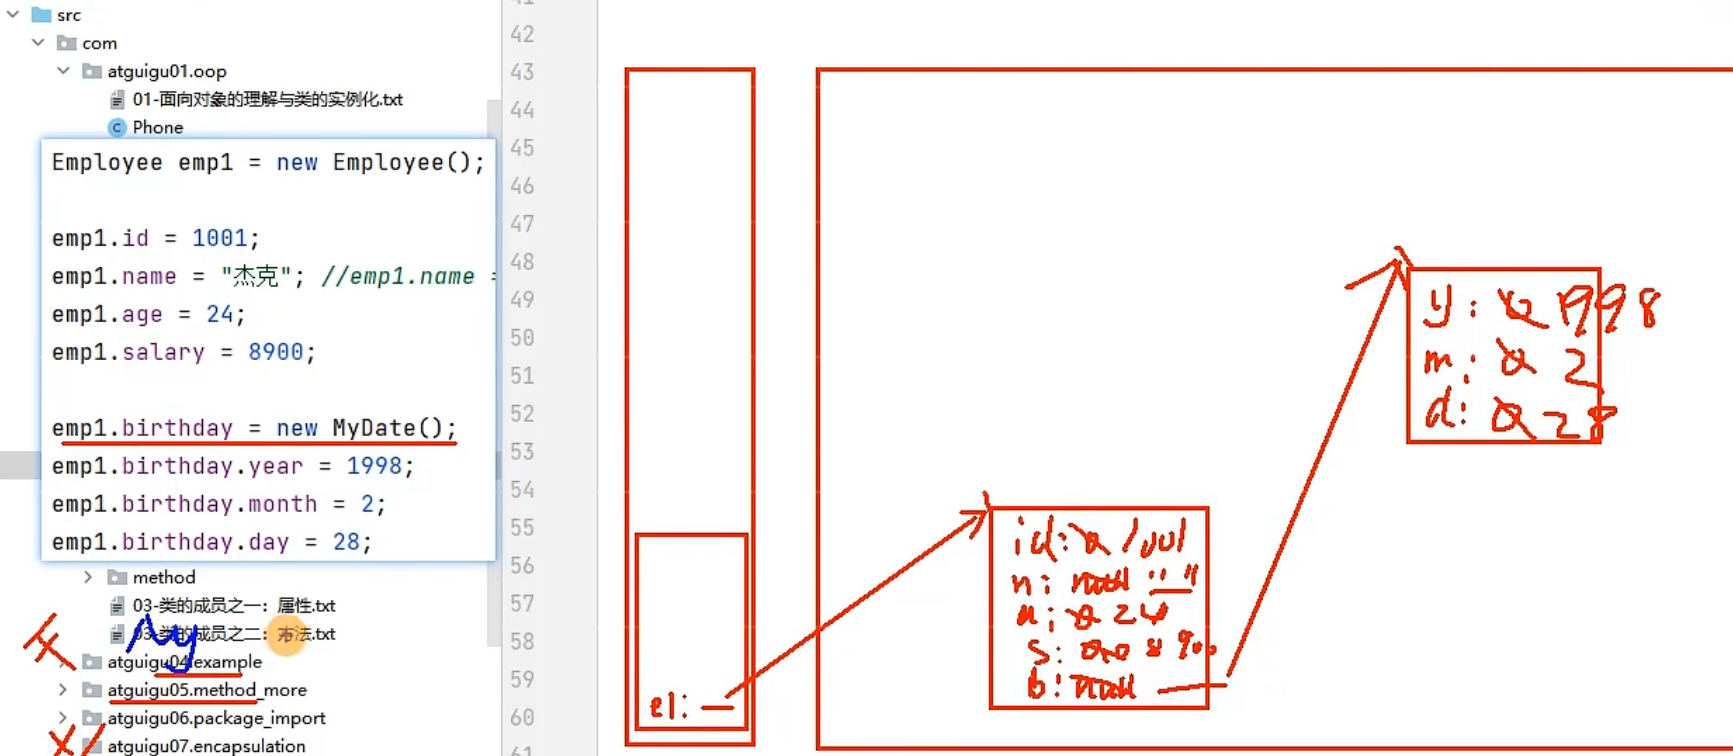 src
com
atguigu01.oop
01-面向对象的理解与类的实例化.txt
Phone
Employee emp1 = new Employee();
emp1.id = 1001;
emp1.name = "杰克"; //emp1.name =
emp1.age = 24;
emp1.salary = 8900;
emp1.birthday = new MyDate();
emp1.birthday.year = 1998;
emp1.birthday.month = 2;
emp1.birthday.day = 28;
method
03-类的成员之一：属性.txt
03-类的成员之二：方法.txt
atguigu04.example
atguigu05.method_more
atguigu06.package_import
atguigu07.encapsulation
41
42
43
44
45
46
47
48
49
50
51
52
53
54
55
56
57
58
59
60
61
e1:
id: 0 1001
n: null " "
a: 0 24
s: 0.0 8900
b: null
y: 0 1998
m: 0 2
d: 0 28